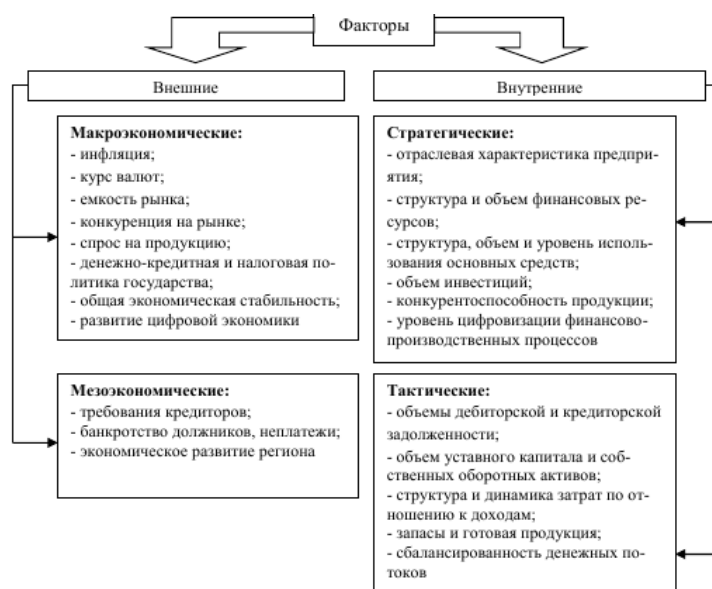 Факторы
Внешние
Внутренние
Макроэкономические:
- инфляция;
- курс валют;
- емкость рынка;
- конкуренция на рынке;
- спрос на продукцию;
- денежно-кредитная и налоговая по-
литика государства;
- общая экономическая стабильность;
- развитие цифровой экономики
Стратегические:
- отраслевая характеристика предпри-
ятия;
- структура и объем финансовых ре-
сурсов;
- структура, объем и уровень исполь-
зования основных средств;
- объем инвестиций;
- конкурентоспособность продукции;
- уровень цифровизации финансово-
производственных процессов
Мезоэкономические:
- требования кредиторов;
- банкротство должников, неплатежи;
- экономическое развитие региона
Тактические:
- объемы дебиторской и кредиторской
задолженности;
- объем уставного капитала и соб-
ственных оборотных активов;
- структура и динамика затрат по от-
ношению к доходам;
- запасы и готовая продукция;
- сбалансированность денежных по-
токов